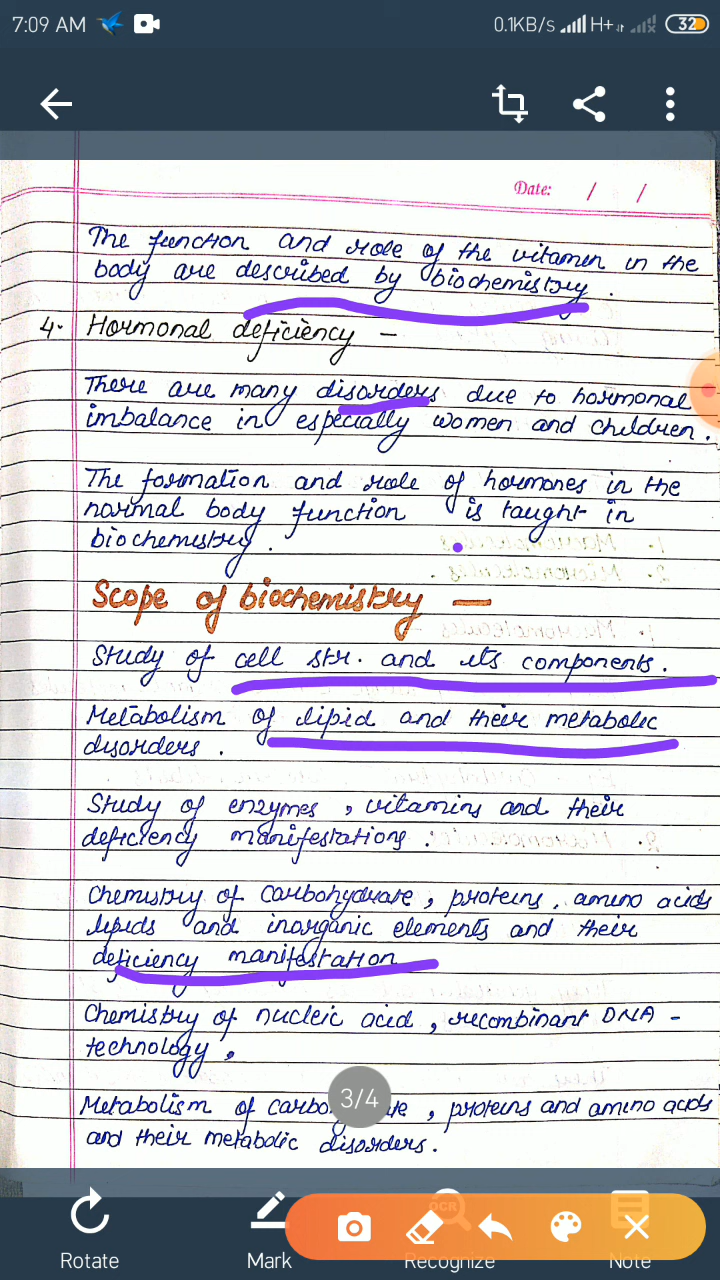 7:09 AM
0.1KB/s
H+
32
Date: / /
The function and role of the vitamin in the
body are described by biochemistry .
4. Hormonal deficiency -
There are many disorders due to hormonal
imbalance in especially women and children.
The formation and role of hormones in the
normal body function is taught in
biochemistry .
Scope of biochemistry —
Study of cell str. and its components.
Metabolism of lipid and their metabolic
disorders .
Study of enzymes , vitamins and their
deficiency manifestations .
Chemistry of carbohydrate , proteins , amino acids
lipids and inorganic elements and their
deficiency manifestation
Chemistry of nucleic acid , recombinant DNA -
technology .
Metabolism of , proteins and amino acids
3/4
and their metabolic disorders .
Rotate
Mark
OCR
Recognize
Note